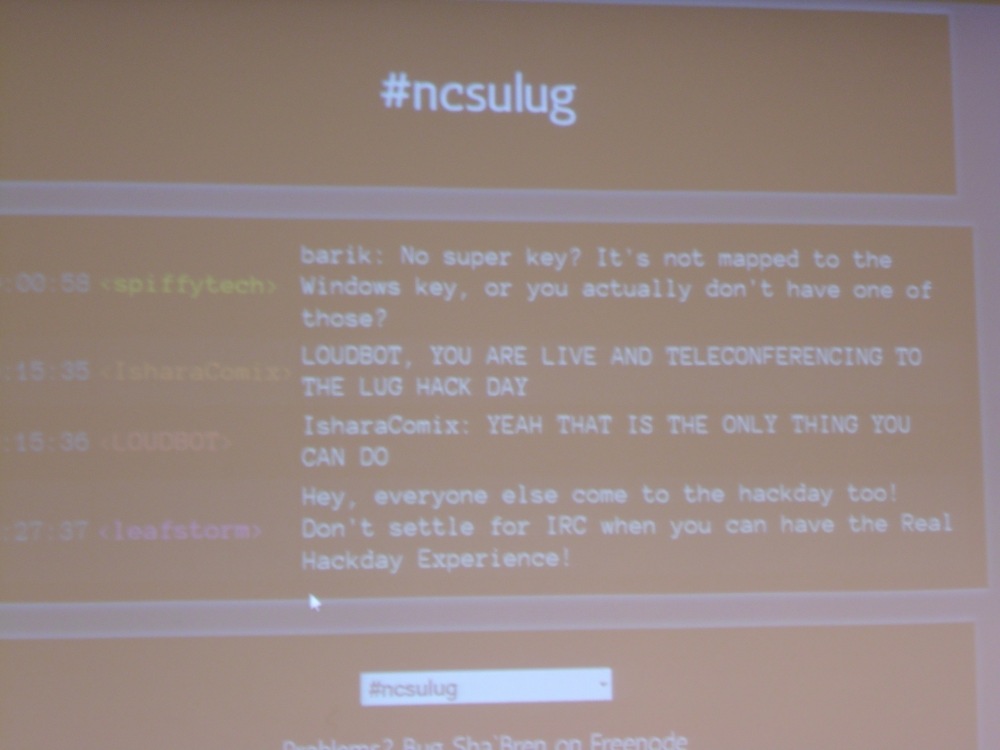 #ncsulug
barik: No super key? It's not mapped to the
:00:58 <spiffytech> Windows key, or you actually don't have one of
those?
LOUDBOT, YOU ARE LIVE AND TELECONFERENCING TO
:15:35 <IsharaComix> THE LUG HACK DAY
IsharaComix: YEAH THAT IS THE ONLY THING YOU
:15:36 <LOUDBOT> CAN DO
Hey, everyone else come to the hackday too!
:27:37 <leafstorm> Don't settle for IRC when you can have the Real
Hackday Experience!
#ncsulug
Problems? Bug Sha`Bren on Freenode